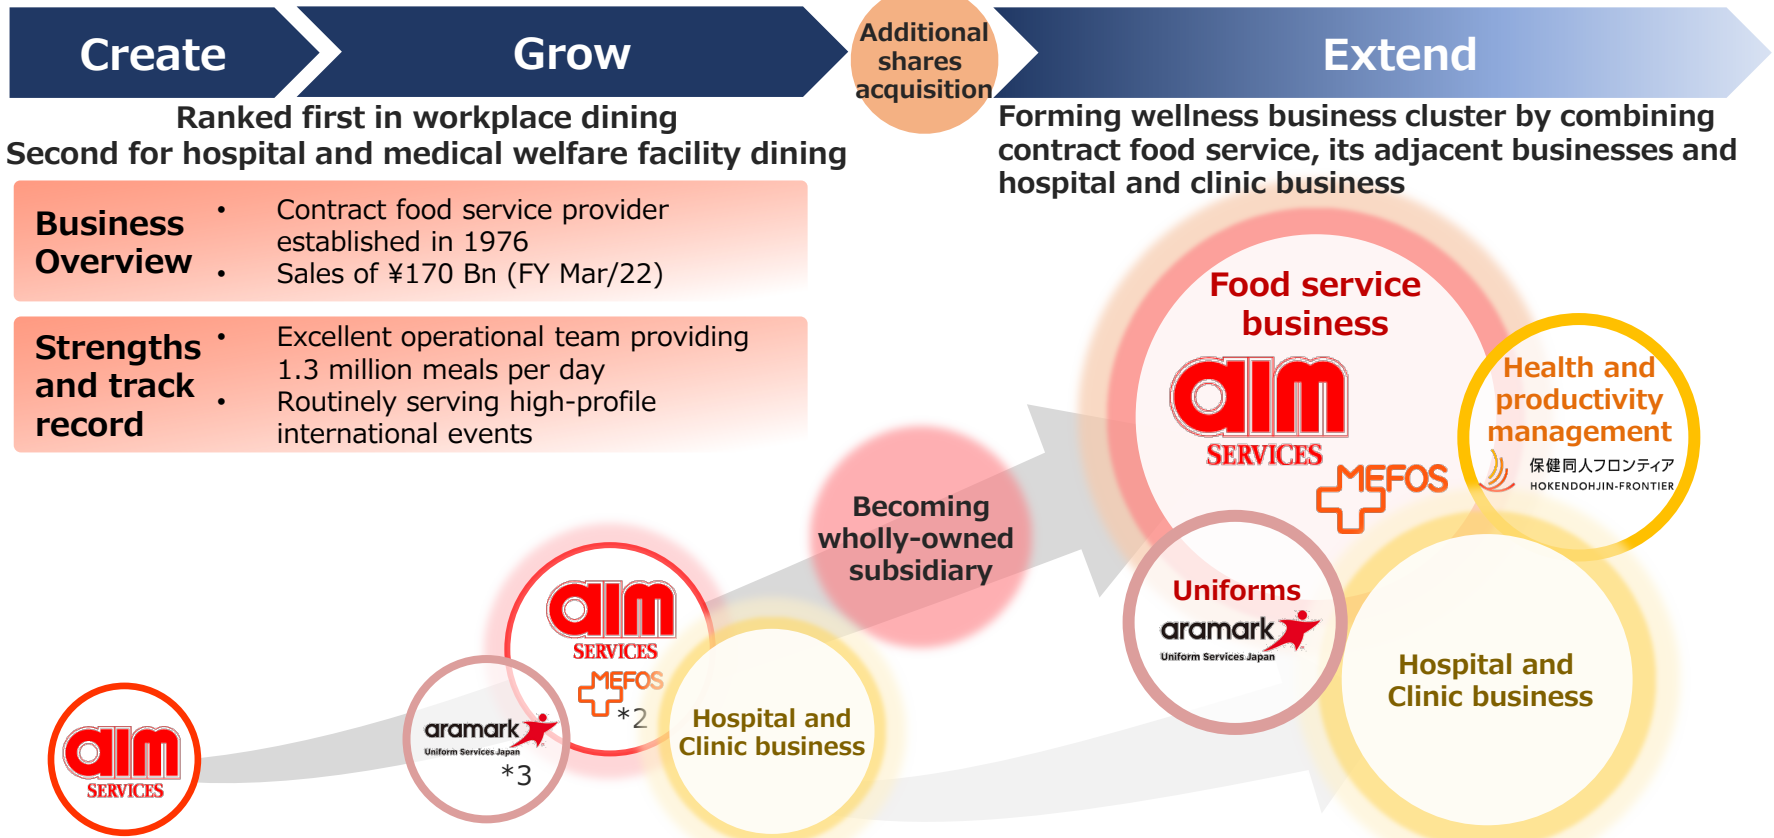 Create
Grow
Additional
shares
acquisition
Extend
Ranked first in workplace dining
Second for hospital and medical welfare facility dining
Forming wellness business cluster by combining
contract food service, its adjacent businesses and
hospital and clinic business
Business
Overview
• Contract food service provider
established in 1976
• Sales of ¥170 Bn (FY Mar/22)
Strengths
and track
record
• Excellent operational team providing
1.3 million meals per day
• Routinely serving high-profile
international events
Food service
business
aim
SERVICES
MEFOS
Health and
productivity
management
保健同人フロンティア
HOKENDOHJIN-FRONTIER
Becoming
wholly-owned
subsidiary
Uniforms
aramark
Uniform Services Japan
Hospital and
Clinic business
aim
SERVICES
MEFOS
*2
aramark
Uniform Services Japan
*3
Hospital and
Clinic business
aim
SERVICES